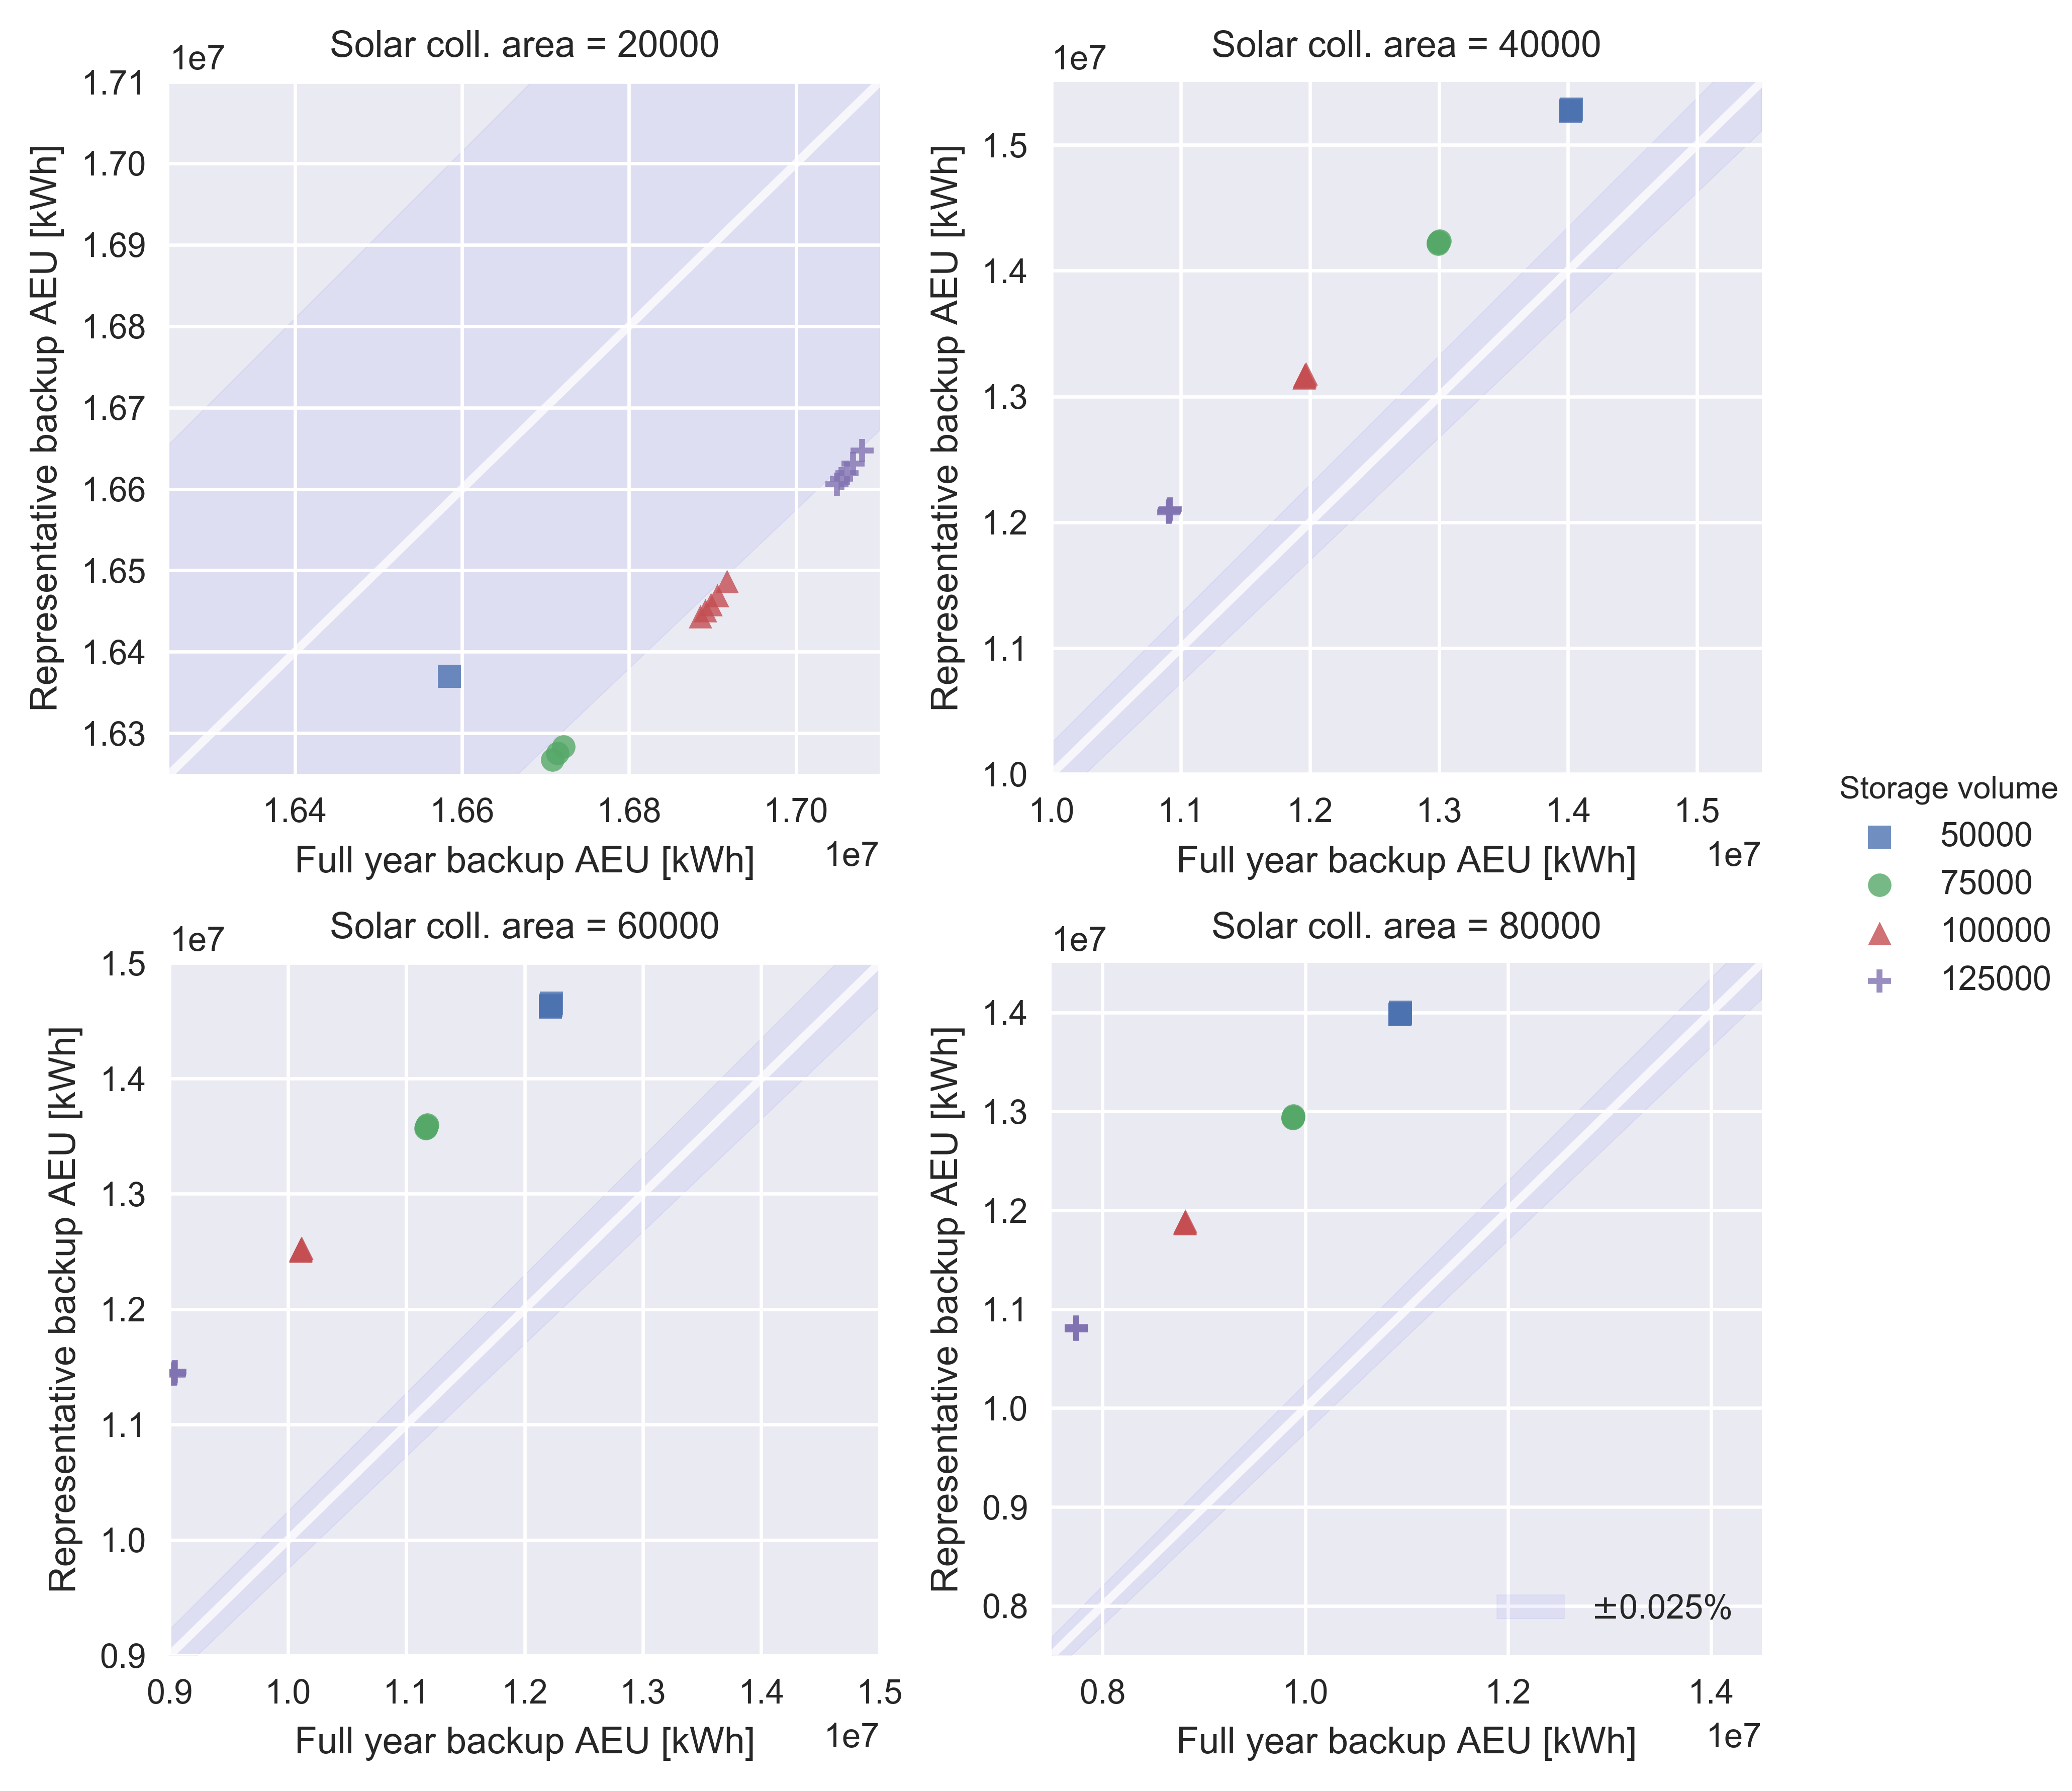 Solar coll. area = 20000
1e7
1.71
1.70
1.69
1.68
1.67
1.66
1.65
1.64
1.63
Representative backup AEU [kWh]
1.64 1.66 1.68 1.70
Full year backup AEU [kWh]
1e7
Solar coll. area = 40000
1e7
1.5
1.4
1.3
1.2
1.1
1.0
Representative backup AEU [kWh]
1.0 1.1 1.2 1.3 1.4 1.5
Full year backup AEU [kWh]
1e7
Storage volume
50000
75000
100000
125000
Solar coll. area = 60000
1e7
1.5
1.4
1.3
1.2
1.1
1.0
0.9
Representative backup AEU [kWh]
0.9 1.0 1.1 1.2 1.3 1.4 1.5
Full year backup AEU [kWh]
1e7
Solar coll. area = 80000
1e7
1.4
1.3
1.2
1.1
1.0
0.9
0.8
Representative backup AEU [kWh]
±0.025%
0.8 1.0 1.2 1.4
Full year backup AEU [kWh]
1e7